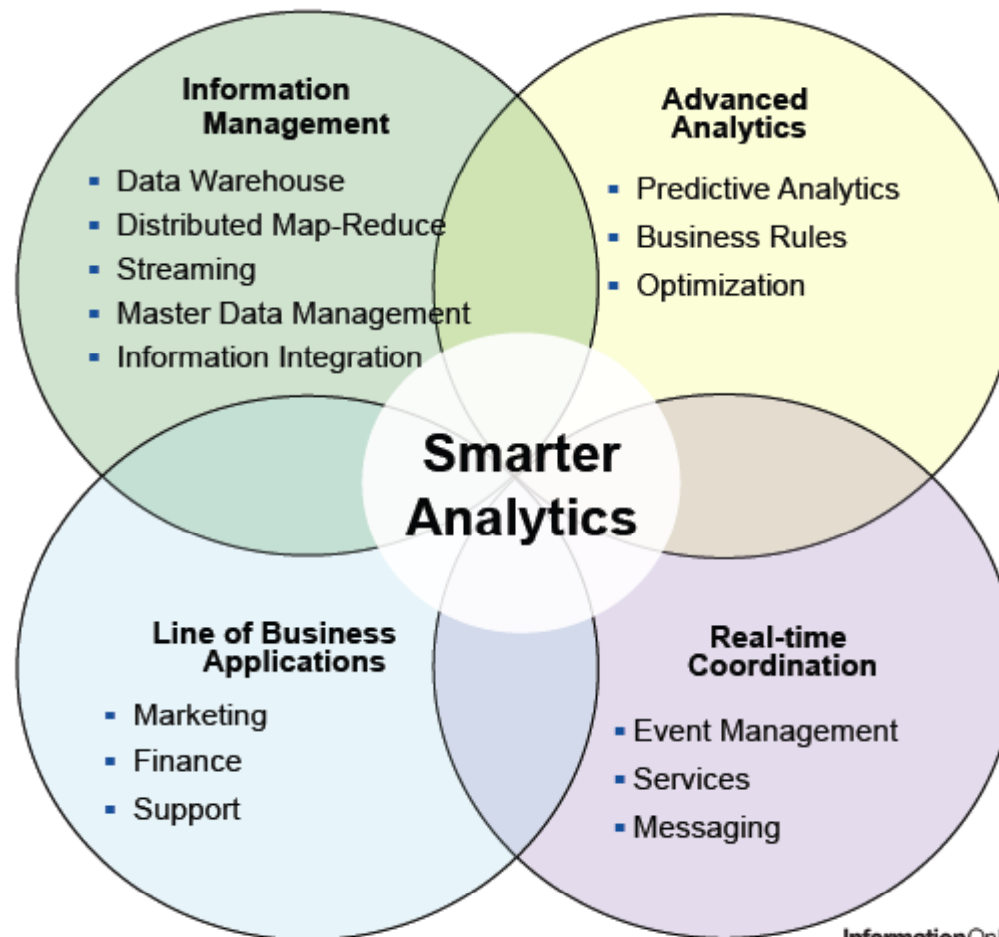 Information
Management
▪ Data Warehouse
▪ Distributed Map-Reduce
▪ Streaming
▪ Master Data Management
▪ Information Integration
Advanced
Analytics
▪ Predictive Analytics
▪ Business Rules
▪ Optimization
Smarter
Analytics
Line of Business
Applications
▪ Marketing
▪ Finance
▪ Support
Real-time
Coordination
▪ Event Management
▪ Services
▪ Messaging